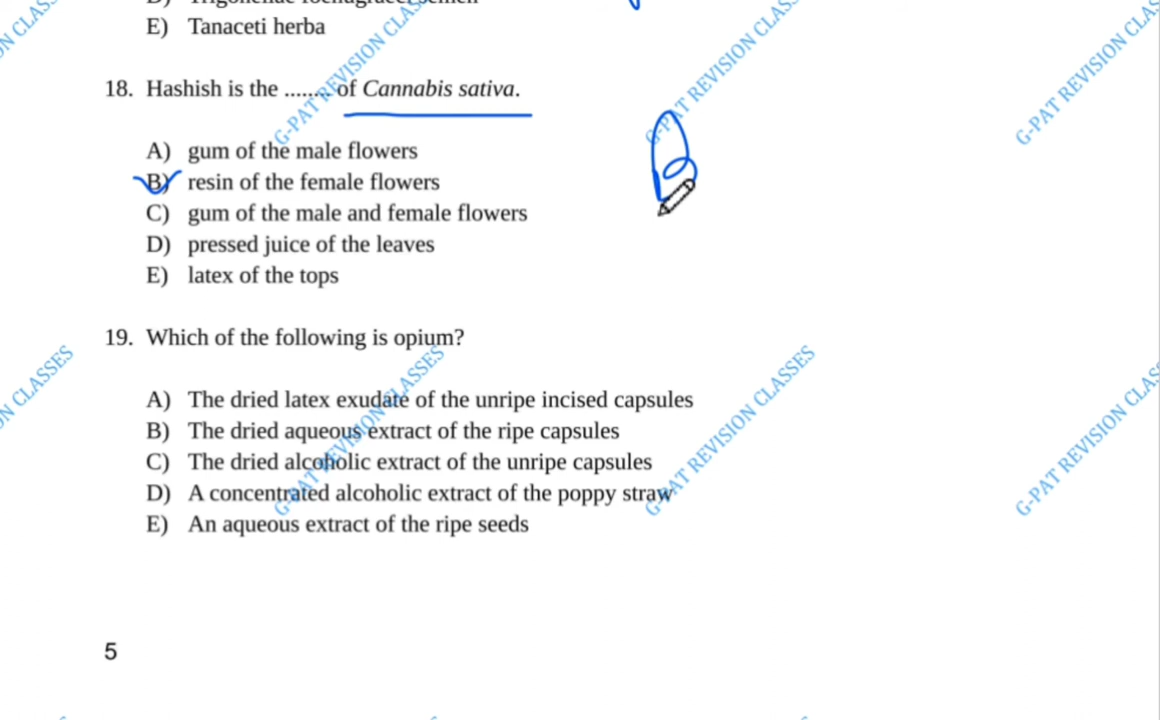 E) Tanaceti herba
18. Hashish is the ........ of Cannabis sativa.
A) gum of the male flowers
B) resin of the female flowers
C) gum of the male and female flowers
D) pressed juice of the leaves
E) latex of the tops
19. Which of the following is opium?
A) The dried latex exudate of the unripe incised capsules
B) The dried aqueous extract of the ripe capsules
C) The dried alcoholic extract of the unripe capsules
D) A concentrated alcoholic extract of the poppy straw
E) An aqueous extract of the ripe seeds
5
G-PAT REVISION CLASSES
G-PAT REVISION CLASSES